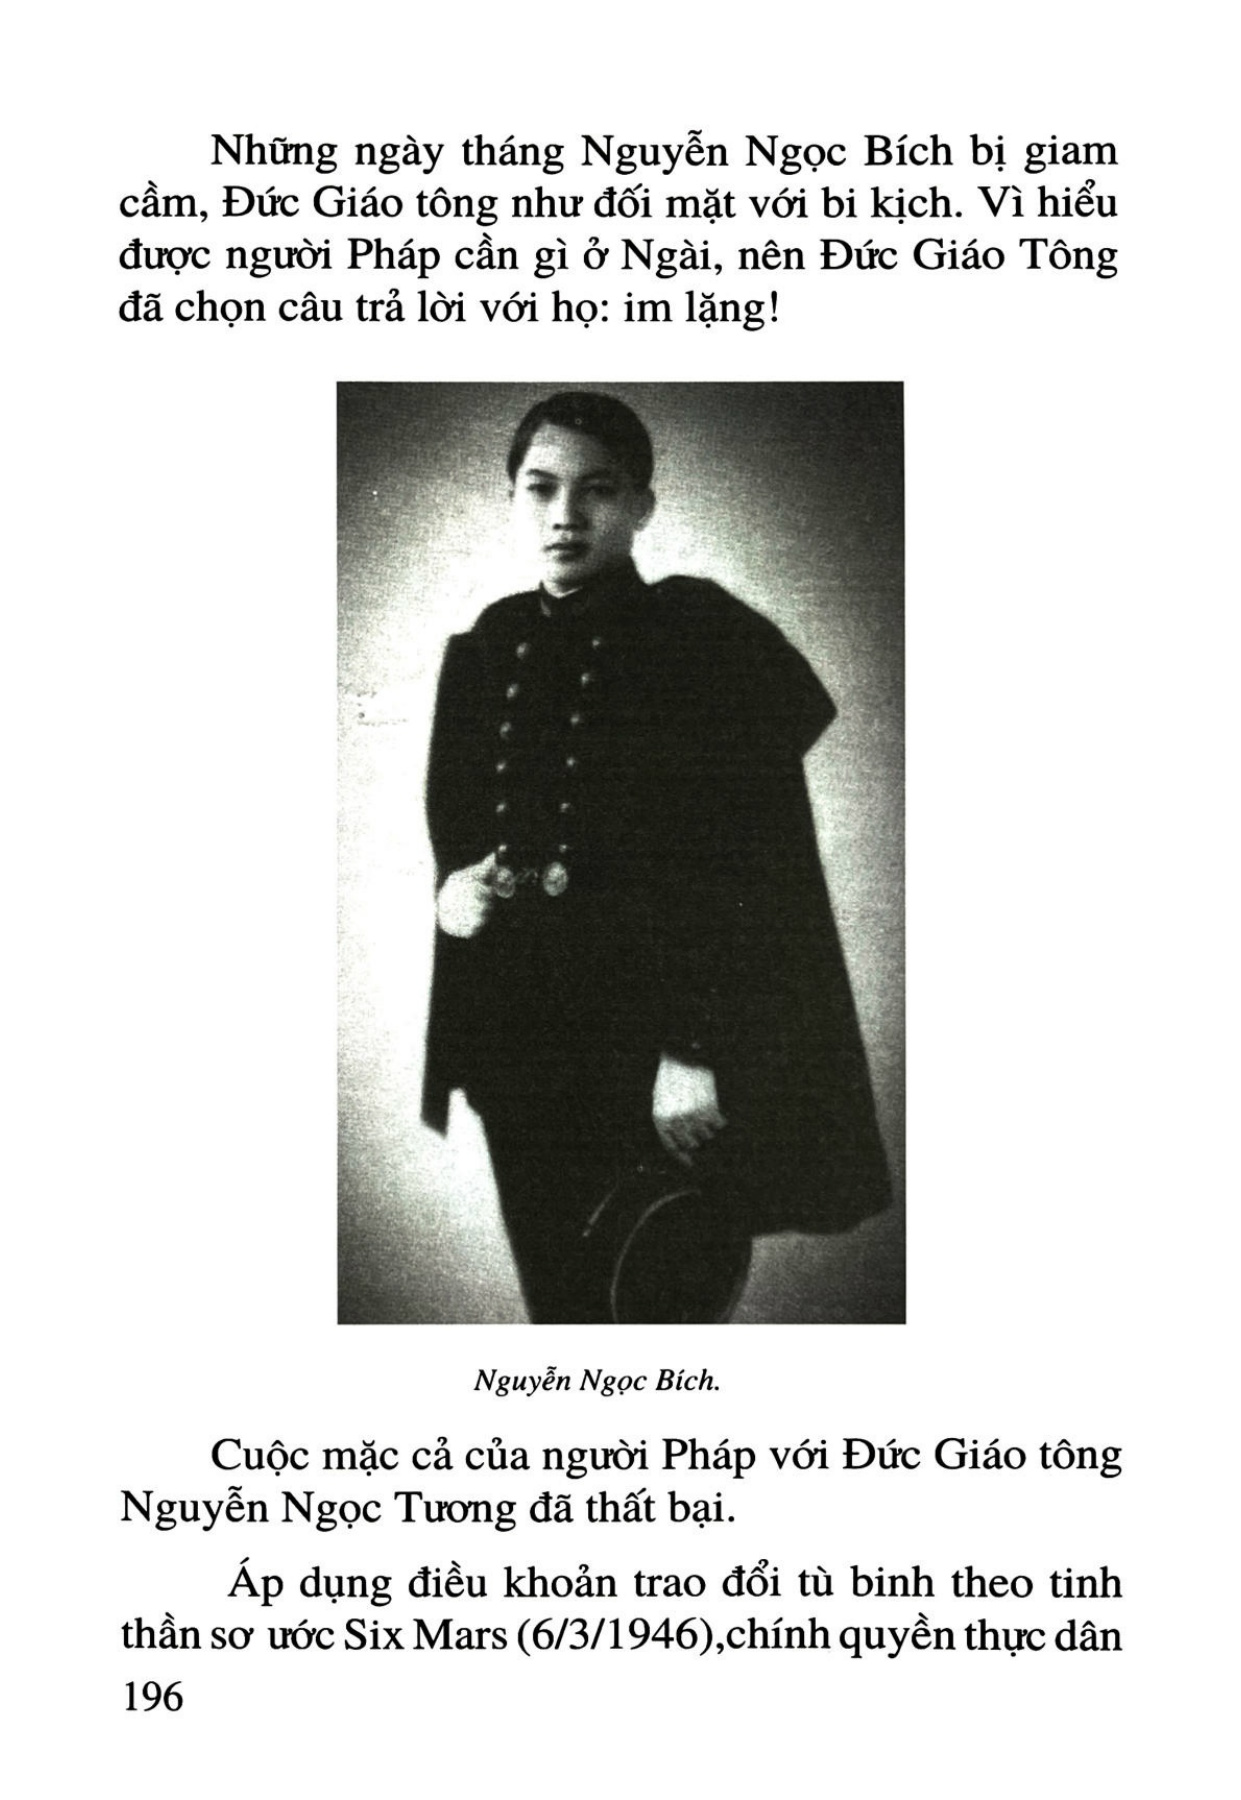 Những ngày tháng Nguyễn Ngọc Bích bị giam
cầm, Đức Giáo tông như đối mặt với bi kịch. Vì hiểu
được người Pháp cần gì ở Ngài, nên Đức Giáo Tông
đã chọn câu trả lời với họ: im lặng!
Nguyễn Ngọc Bích.
Cuộc mặc cả của người Pháp với Đức Giáo tông
Nguyễn Ngọc Tương đã thất bại.
Áp dụng điều khoản trao đổi tù binh theo tinh
thần sơ ước Six Mars (6/3/1946),chính quyền thực dân
196